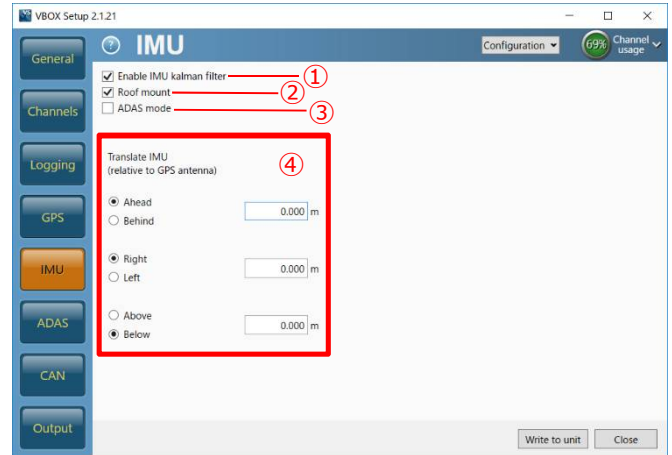 VBOX Setup 2.1.21
IMU
Configuration
69%
Channel
usage
General
Channels
Logging
GPS
IMU
ADAS
CAN
Output
Enable IMU kalman filter ①
Roof mount ②
ADAS mode ③
④
Translate IMU
(relative to GPS antenna)
Ahead
Behind
0.000 m
Right
Left
0.000 m
Above
Below
0.000 m
Write to unit
Close